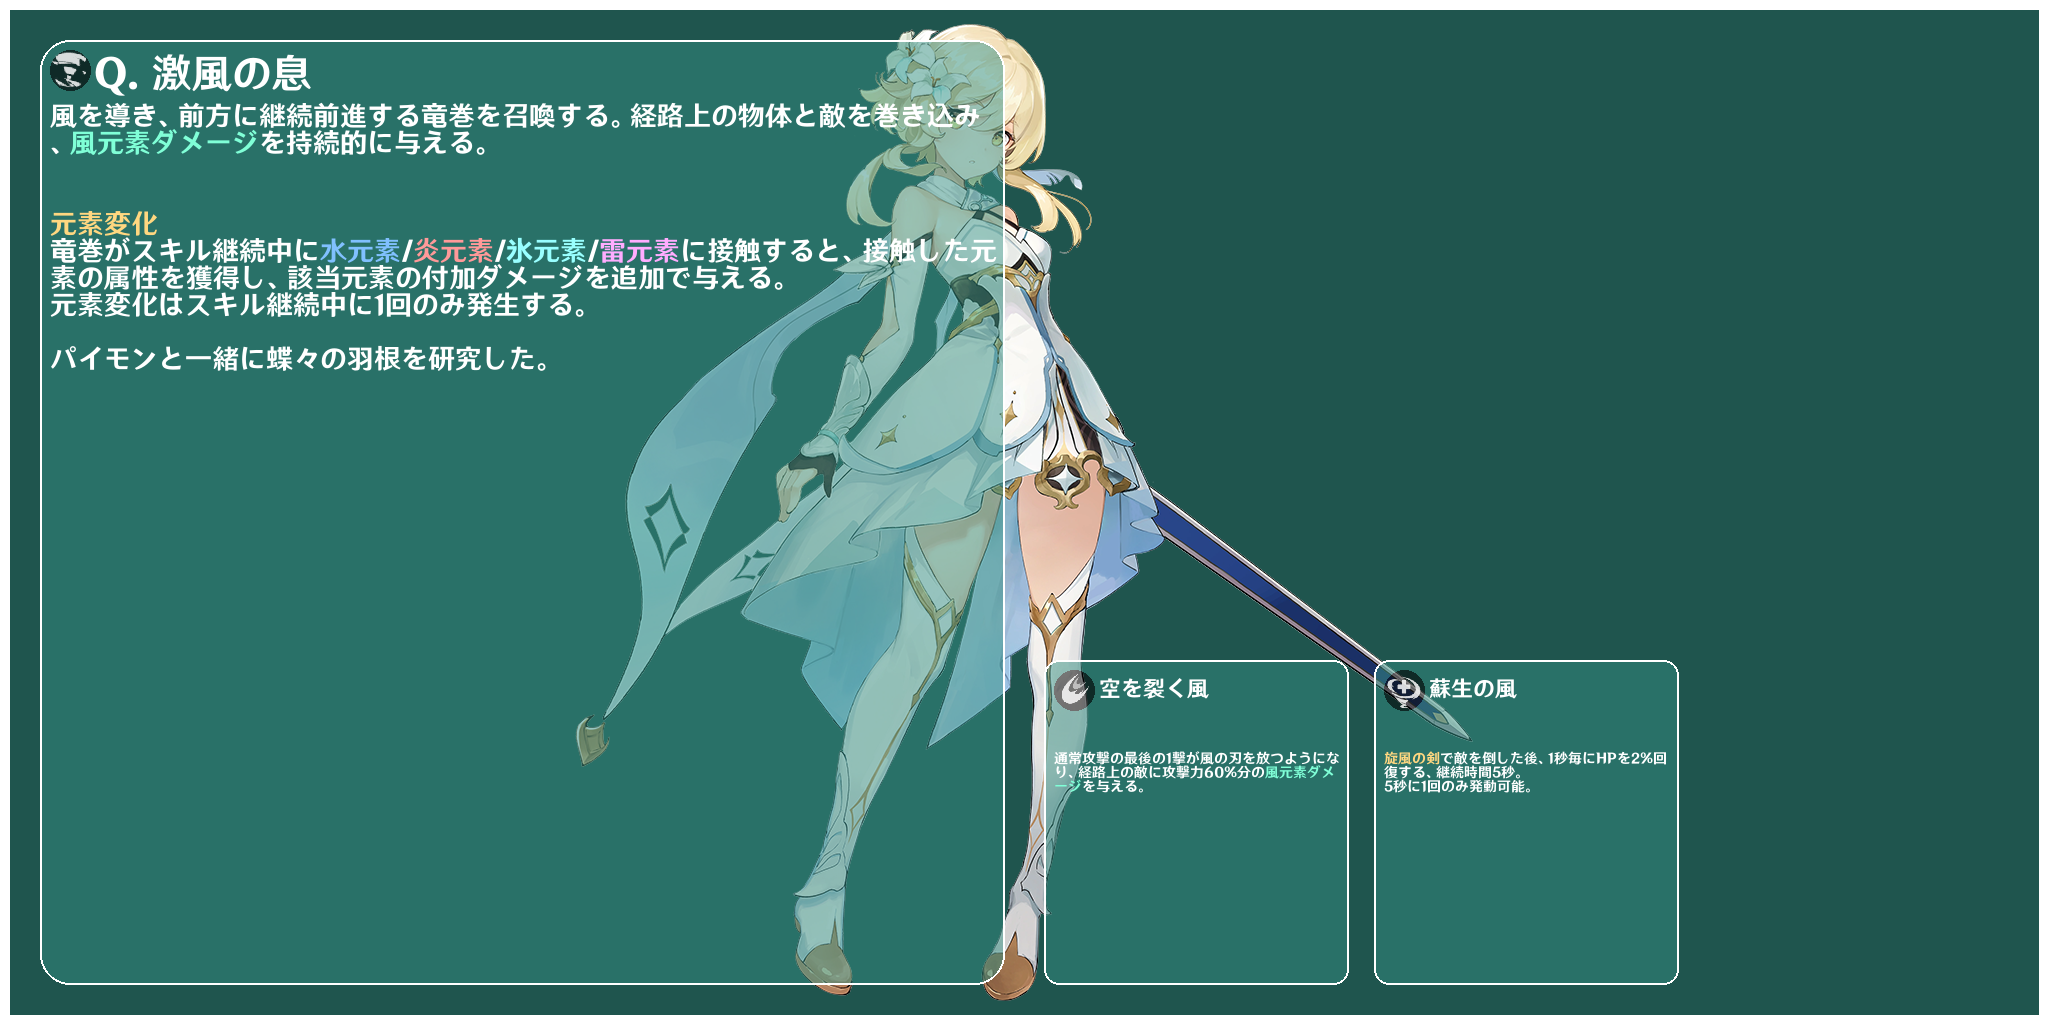 Q. 激風の息
風を導き、前方に継続前進する竜巻を召喚する。経路上の物体と敵を巻き込み
、風元素ダメージを持続的に与える。
元素変化
竜巻がスキル継続中に水元素/炎元素/氷元素/雷元素に接触すると、接触した元
素の属性を獲得し、該当元素の付加ダメージを追加で与える。
元素変化はスキル継続中に1回のみ発生する。
パイモンと一緒に蝶々の羽根を研究した。
空を裂く風
通常攻撃の最後の1撃が風の刃を放つようにな
り、経路上の敵に攻撃力60%分の風元素ダメ
ージを与える。
蘇生の風
旋風の剣で敵を倒した後、1秒毎にHPを2%回
復する、継続時間5秒。
5秒に1回のみ発動可能。